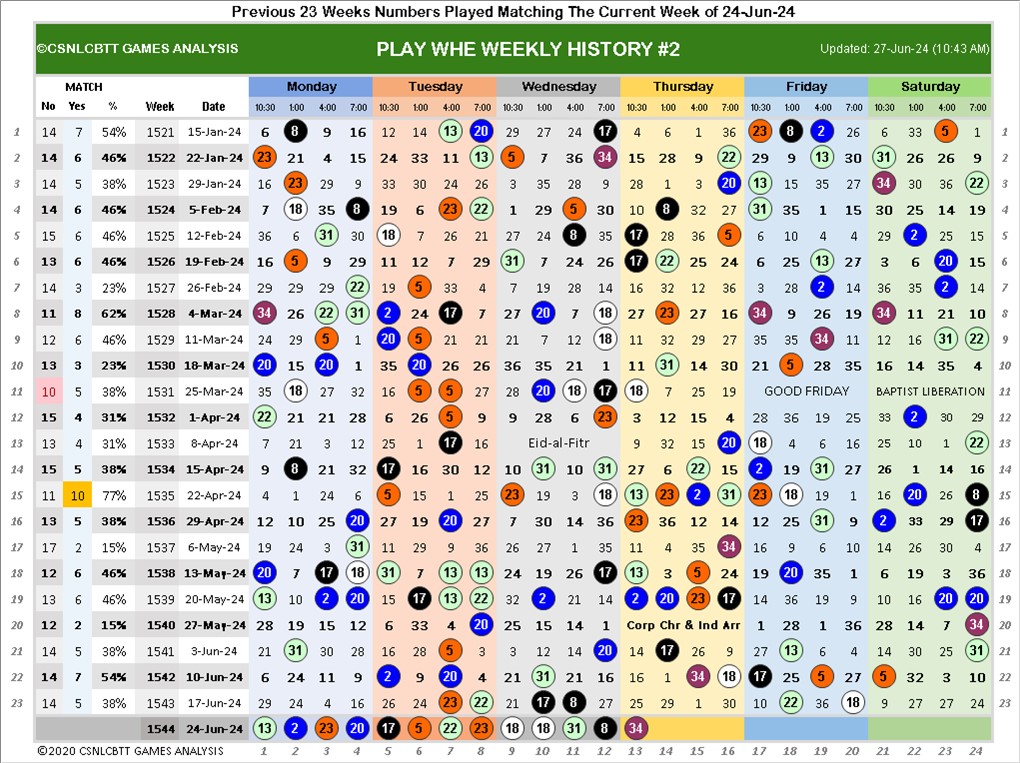 Previous 23 Weeks Numbers Played Matching The Current Week of 24-Jun-24
©CSNLCBTT GAMES ANALYSIS PLAY WHE WEEKLY HISTORY #2 Updated: 27-Jun-24 (10:43 AM)
MATCH Monday Tuesday Wednesday Thursday Friday Saturday
No Yes % Week Date 10:30 1:00 4:00 7:00 10:30 1:00 4:00 7:00 10:30 1:00 4:00 7:00 10:30 1:00 4:00 7:00 10:30 1:00 4:00 7:00 10:30 1:00 4:00 7:00
1 14 7 54% 1521 15-Jan-24 6 8 9 16 12 14 13 20 29 27 24 17 4 6 1 36 23 8 2 26 6 33 5 1 1
2 14 6 46% 1522 22-Jan-24 23 21 4 15 24 33 11 13 5 7 36 34 15 28 9 22 29 9 13 30 31 26 26 9 2
3 14 5 38% 1523 29-Jan-24 16 23 29 9 33 30 24 26 3 35 28 9 28 1 3 20 13 15 35 27 34 30 36 22 3
4 14 6 46% 1524 5-Feb-24 7 18 35 8 19 6 23 22 1 29 5 30 10 8 32 27 31 35 1 15 30 25 14 19 4
5 15 6 46% 1525 12-Feb-24 36 6 31 30 18 7 26 21 27 24 8 35 17 28 36 5 6 10 4 4 29 2 25 15 5
6 13 6 46% 1526 19-Feb-24 16 5 9 29 11 12 7 29 31 7 24 26 17 22 25 24 6 25 13 27 3 6 20 15 6
7 14 3 23% 1527 26-Feb-24 29 29 29 22 19 5 33 4 7 19 28 14 16 32 12 36 3 28 2 14 35 36 2 14 7
8 11 8 62% 1528 4-Mar-24 34 26 22 31 2 24 17 7 27 20 7 18 27 23 27 16 34 9 26 19 34 11 21 10 8
9 12 6 46% 1529 11-Mar-24 24 29 5 1 20 5 21 21 21 7 12 18 11 32 29 27 35 35 34 29 12 16 31 22 9
10 13 3 23% 1530 18-Mar-24 20 15 20 1 35 20 26 26 36 35 21 1 11 31 14 30 21 5 28 35 16 14 35 4 10
11 10 5 38% 1531 25-Mar-24 35 18 27 32 16 5 5 27 28 20 18 17 18 7 11 25 GOOD FRIDAY BAPTIST LIBERATION 11
12 15 4 31% 1532 1-Apr-24 22 21 21 28 6 26 5 9 9 28 6 23 3 12 15 4 28 36 19 25 33 2 30 29 12
13 13 4 31% 1533 8-Apr-24 7 21 3 12 25 1 17 16 Eid-al-Fitr 9 32 15 20 18 4 6 16 25 10 1 22 13
14 15 5 38% 1534 15-Apr-24 9 8 21 32 17 16 30 12 10 31 10 31 27 6 22 15 2 19 31 27 26 1 14 16 14
15 11 10 77% 1535 22-Apr-24 4 1 24 6 5 15 1 25 23 19 3 18 13 23 2 31 23 18 19 1 16 20 26 8 15
16 13 5 38% 1536 29-Apr-24 12 10 25 20 27 19 20 27 7 30 14 36 23 36 12 14 12 25 31 9 2 33 29 17 16
17 17 2 15% 1537 6-May-24 19 24 3 31 11 29 9 36 26 27 1 35 11 4 35 34 16 9 6 10 14 26 30 4 17
18 12 6 46% 1538 13-May-24 20 7 17 18 31 7 13 13 24 19 26 17 13 3 5 24 19 20 35 1 6 19 3 36 18
19 13 6 46% 1539 20-May-24 13 10 2 20 15 17 13 22 32 2 21 14 2 20 23 17 14 36 19 9 10 16 20 20 19
20 12 2 15% 1540 27-May-24 28 19 15 12 6 33 4 20 25 15 14 1 Corp Chr & Ind Arr 1 28 1 36 28 14 7 34 20
21 14 5 38% 1541 3-Jun-24 21 31 30 28 16 28 5 3 3 12 12 20 14 17 26 9 27 13 6 4 14 30 25 31 21
22 14 7 54% 1542 10-Jun-24 6 24 11 9 2 9 20 4 21 31 21 16 16 1 34 18 17 25 5 27 5 32 3 10 22
23 14 5 38% 1543 17-Jun-24 29 24 4 16 26 24 23 22 10 17 8 27 25 29 1 30 10 22 36 18 9 27 27 24 23
1544 24-Jun-24 13 2 23 20 17 5 22 23 18 18 31 8 34
©2020 CSNLCBTT GAMES ANALYSIS 1 2 3 4 5 6 7 8 9 10 11 12 13 14 15 16 17 18 19 20 21 22 23 24